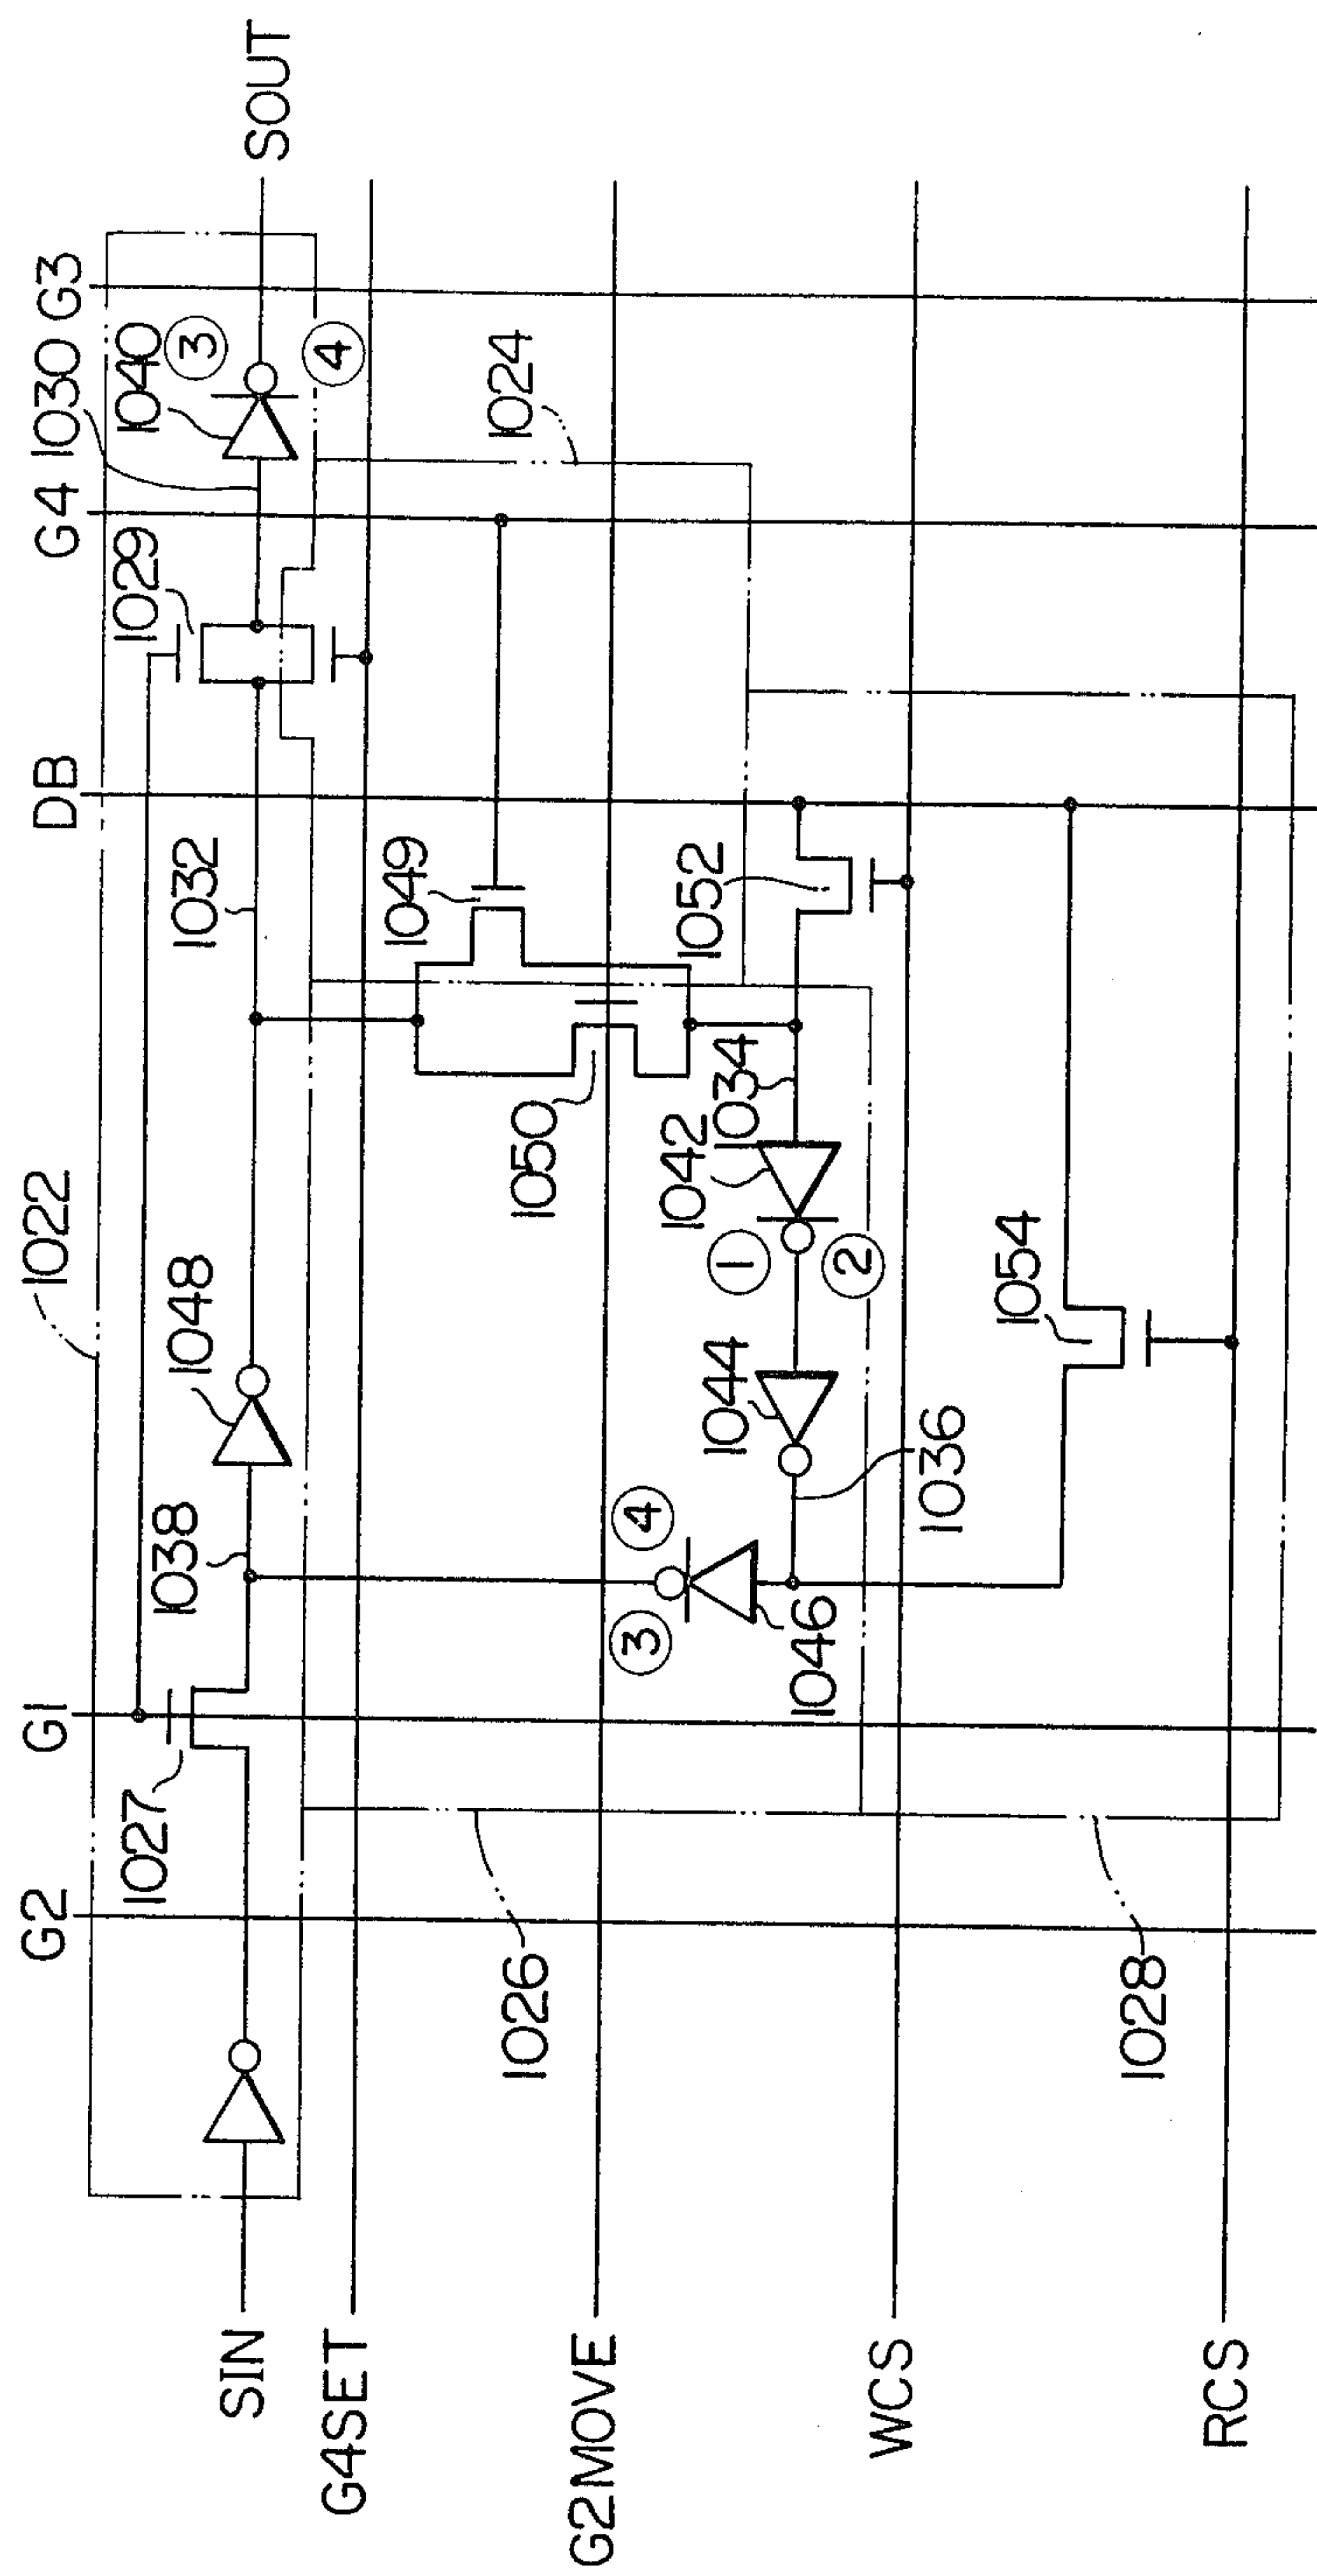 G2
G1
1022
DB
G4
1030
G3
1027
1038
1048
1032
1029
1040
③
④
SIN
SOUT
G4SET
1049
1024
1050
G2MOVE
1026
③
④
1046
1044
1042
1034
1052
①
②
1036
WCS
1054
1028
RCS